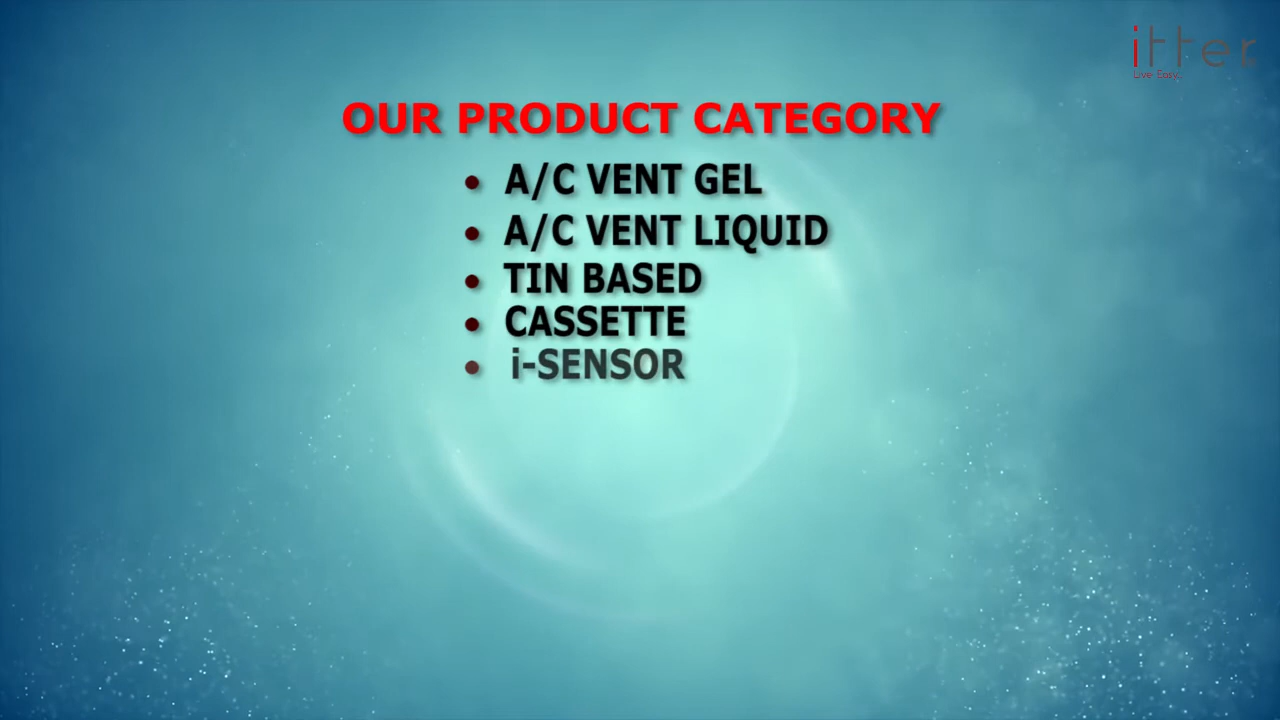 itter
Live Easy.
OUR PRODUCT CATEGORY
• A/C VENT GEL
• A/C VENT LIQUID
• TIN BASED
• CASSETTE
• i-SENSOR